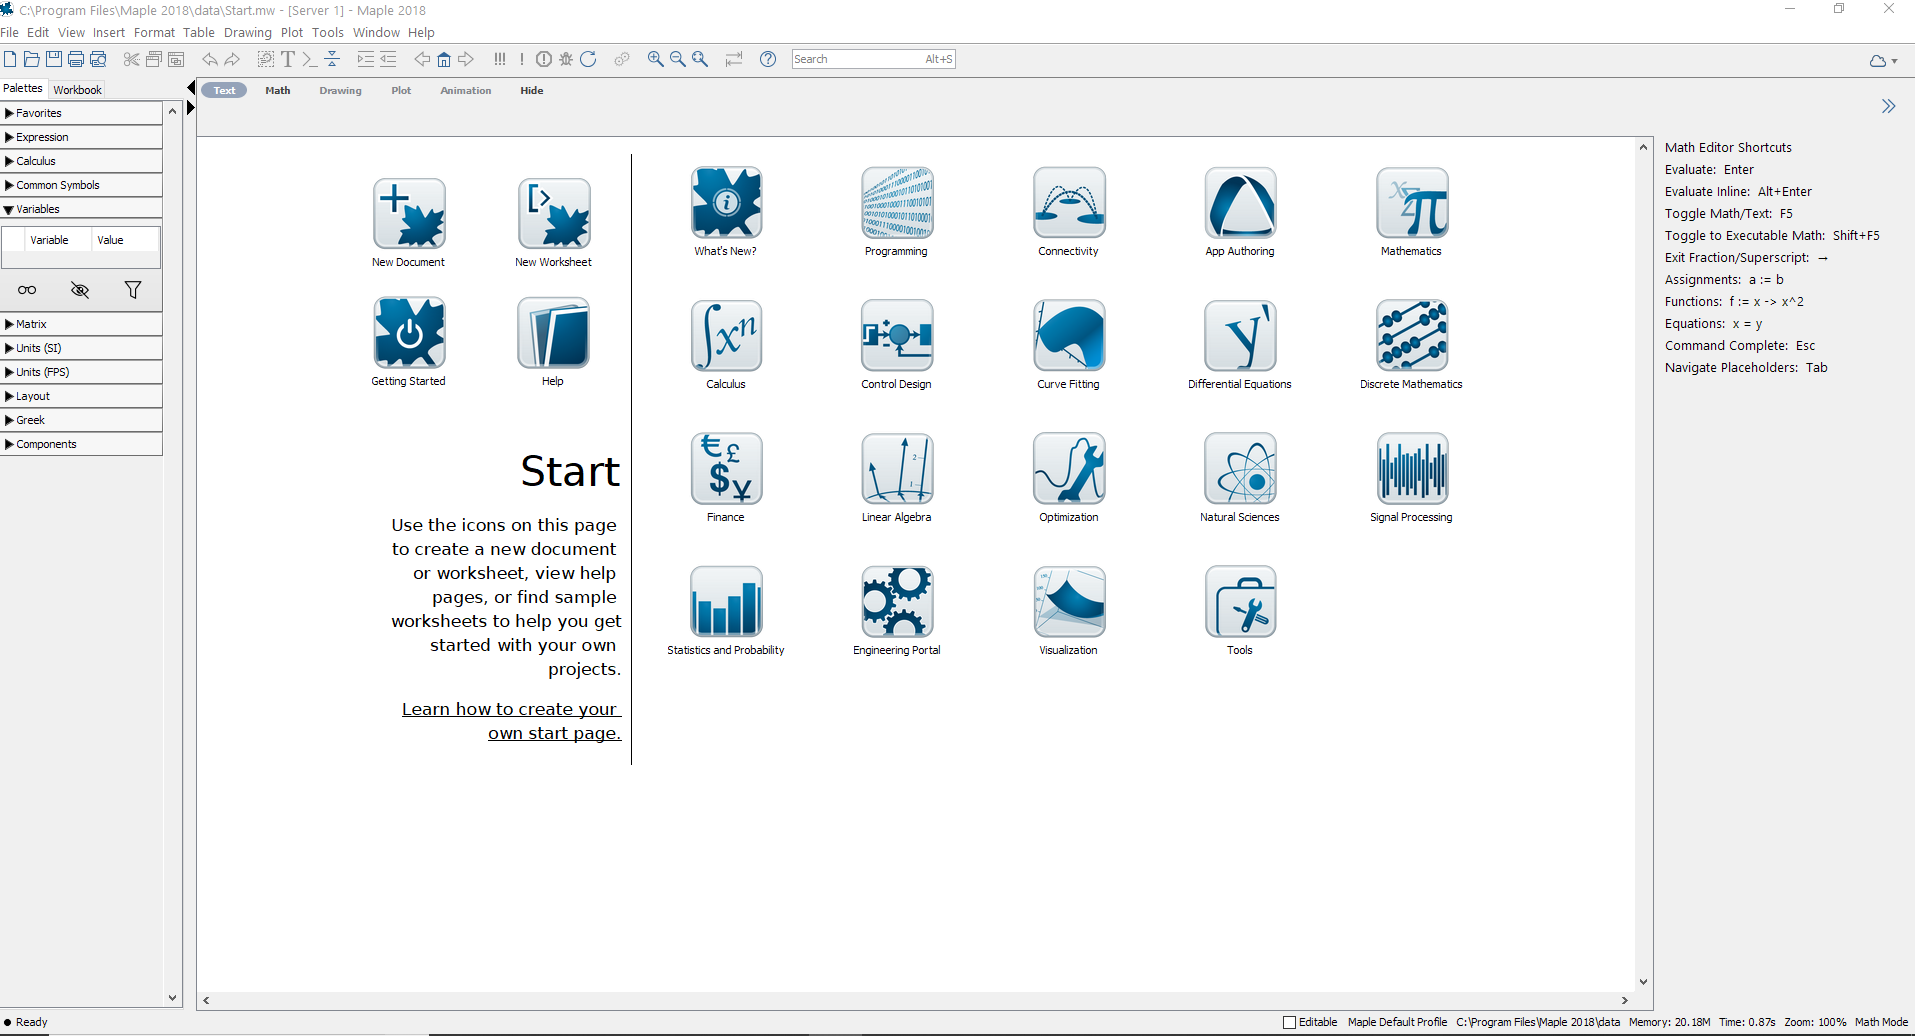 C:\Program Files\Maple 2018\data\Start.mw - [Server 1] - Maple 2018
File Edit View Insert Format Table Drawing Plot Tools Window Help
Search Alt+S
Palettes Workbook
Text Math Drawing Plot Animation Hide
Favorites
Expression
Calculus
Common Symbols
Variables
Variable Value
Matrix
Units (SI)
Units (FPS)
Layout
Greek
Components
New Document New Worksheet
Getting Started Help
Start
Use the icons on this page
to create a new document
or worksheet, view help
pages, or find sample
worksheets to help you get
started with your own
projects.
Learn how to create your
own start page.
What's New? Programming Connectivity App Authoring Mathematics
Calculus Control Design Curve Fitting Differential Equations Discrete Mathematics
Finance Linear Algebra Optimization Natural Sciences Signal Processing
Statistics and Probability Engineering Portal Visualization Tools
Math Editor Shortcuts
Evaluate: Enter
Evaluate Inline: Alt+Enter
Toggle Math/Text: F5
Toggle to Executable Math: Shift+F5
Exit Fraction/Superscript: →
Assignments: a := b
Functions: f := x -> x^2
Equations: x = y
Command Complete: Esc
Navigate Placeholders: Tab
Ready
Editable Maple Default Profile C:\Program Files\Maple 2018\data Memory: 20.18M Time: 0.87s Zoom: 100% Math Mode